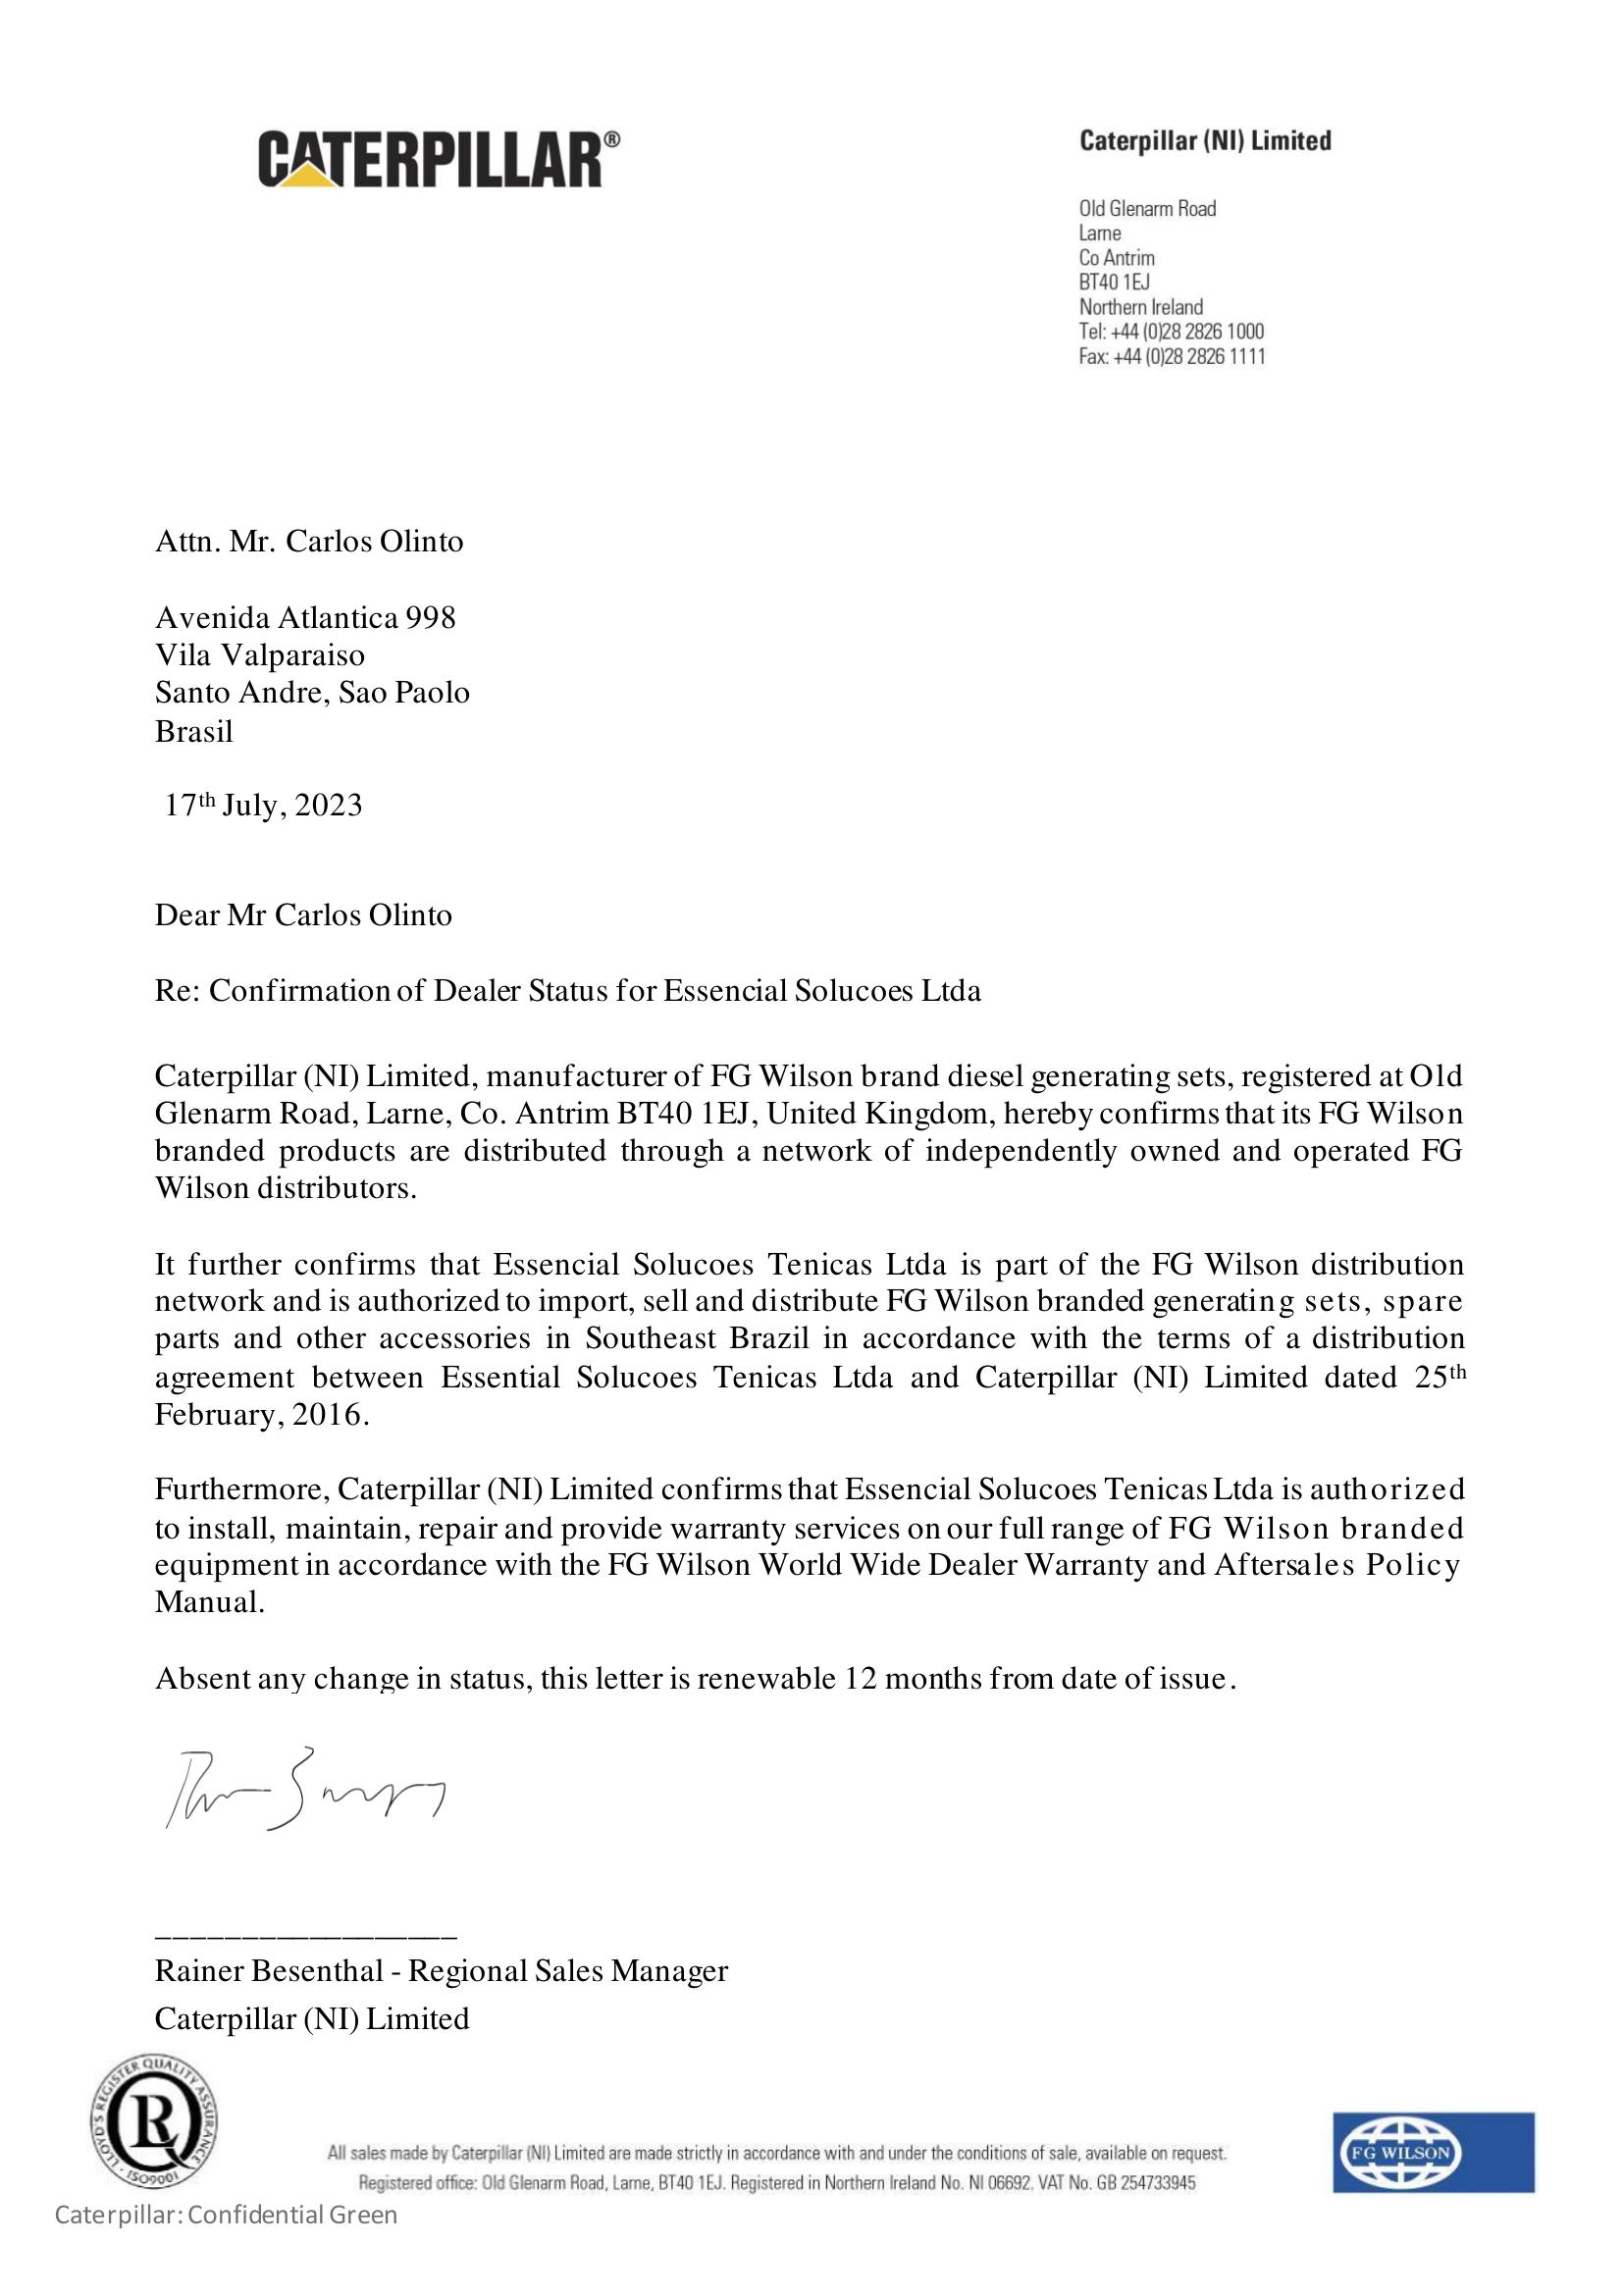 CATERPILLAR®
Caterpillar (NI) Limited
Old Glenarm Road
Larne
Co Antrim
BT40 1EJ
Northern Ireland
Tel: +44 (0)28 2826 1000
Fax: +44 (0)28 2826 1111
Attn. Mr. Carlos Olinto
Avenida Atlantica 998
Vila Valparaiso
Santo Andre, Sao Paolo
Brasil
17th July, 2023
Dear Mr Carlos Olinto
Re: Confirmation of Dealer Status for Essencial Solucoes Ltda
Caterpillar (NI) Limited, manufacturer of FG Wilson brand diesel generating sets, registered at Old
Glenarm Road, Larne, Co. Antrim BT40 1EJ, United Kingdom, hereby confirms that its FG Wilson
branded products are distributed through a network of independently owned and operated FG
Wilson distributors.
It further confirms that Essencial Solucoes Tenicas Ltda is part of the FG Wilson distribution
network and is authorized to import, sell and distribute FG Wilson branded generating sets, spare
parts and other accessories in Southeast Brazil in accordance with the terms of a distribution
agreement between Essential Solucoes Tenicas Ltda and Caterpillar (NI) Limited dated 25th
February, 2016.
Furthermore, Caterpillar (NI) Limited confirms that Essencial Solucoes Tenicas Ltda is authorized
to install, maintain, repair and provide warranty services on our full range of FG Wilson branded
equipment in accordance with the FG Wilson World Wide Dealer Warranty and Aftersales Policy
Manual.
Absent any change in status, this letter is renewable 12 months from date of issue.
Rainer Besenthal - Regional Sales Manager
Caterpillar (NI) Limited
LLOYD'S REGISTER QUALITY ASSURANCE
LRQ
· ISO9001 ·
All sales made by Caterpillar (NI) Limited are made strictly in accordance with and under the conditions of sale, available on request.
Registered office: Old Glenarm Road, Larne, BT40 1EJ. Registered in Northern Ireland No. NI 06692. VAT No. GB 254733945
FG WILSON
Caterpillar: Confidential Green